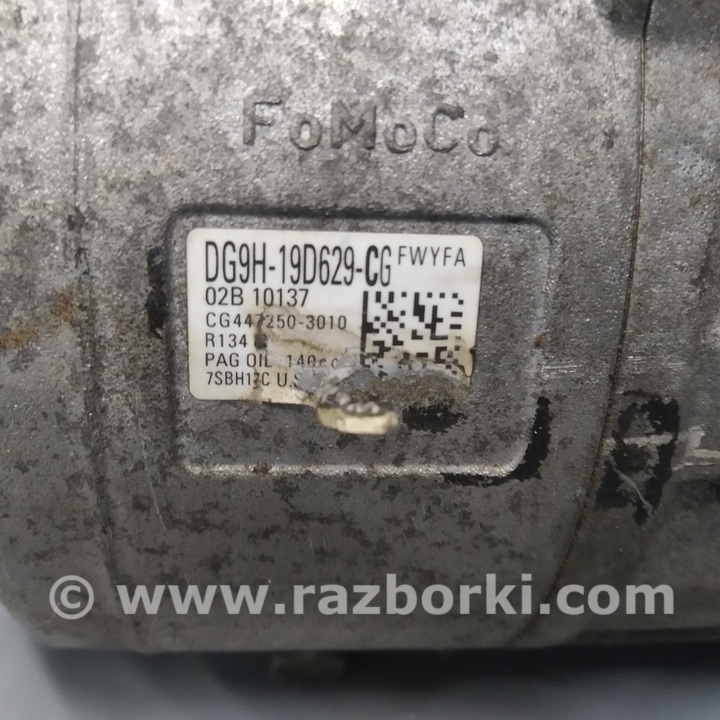 FoMoCo
DG9H-19D629-CG FWYFA
02B 10137
CG447250-3010
R134
PAG OIL 140cc
7SBH17C U.S
© www.razborki.com